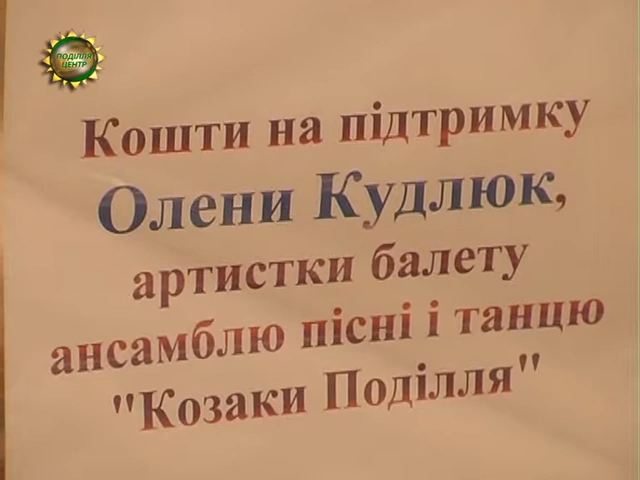 ПОДІЛЛЯ
ЦЕНТР
Кошти на підтримку
Олени Кудлюк,
артистки балету
ансамблю пісні і танцю
"Козаки Поділля"